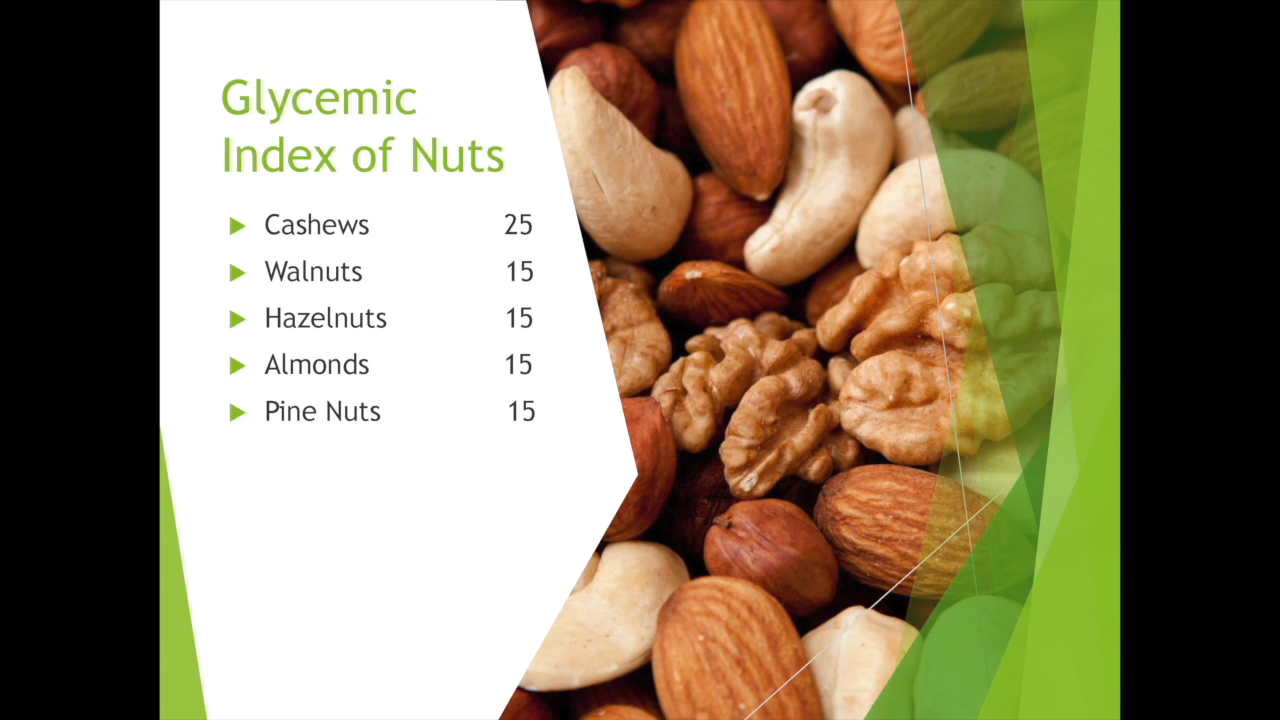 Glycemic
Index of Nuts
Cashews 25
Walnuts 15
Hazelnuts 15
Almonds 15
Pine Nuts 15